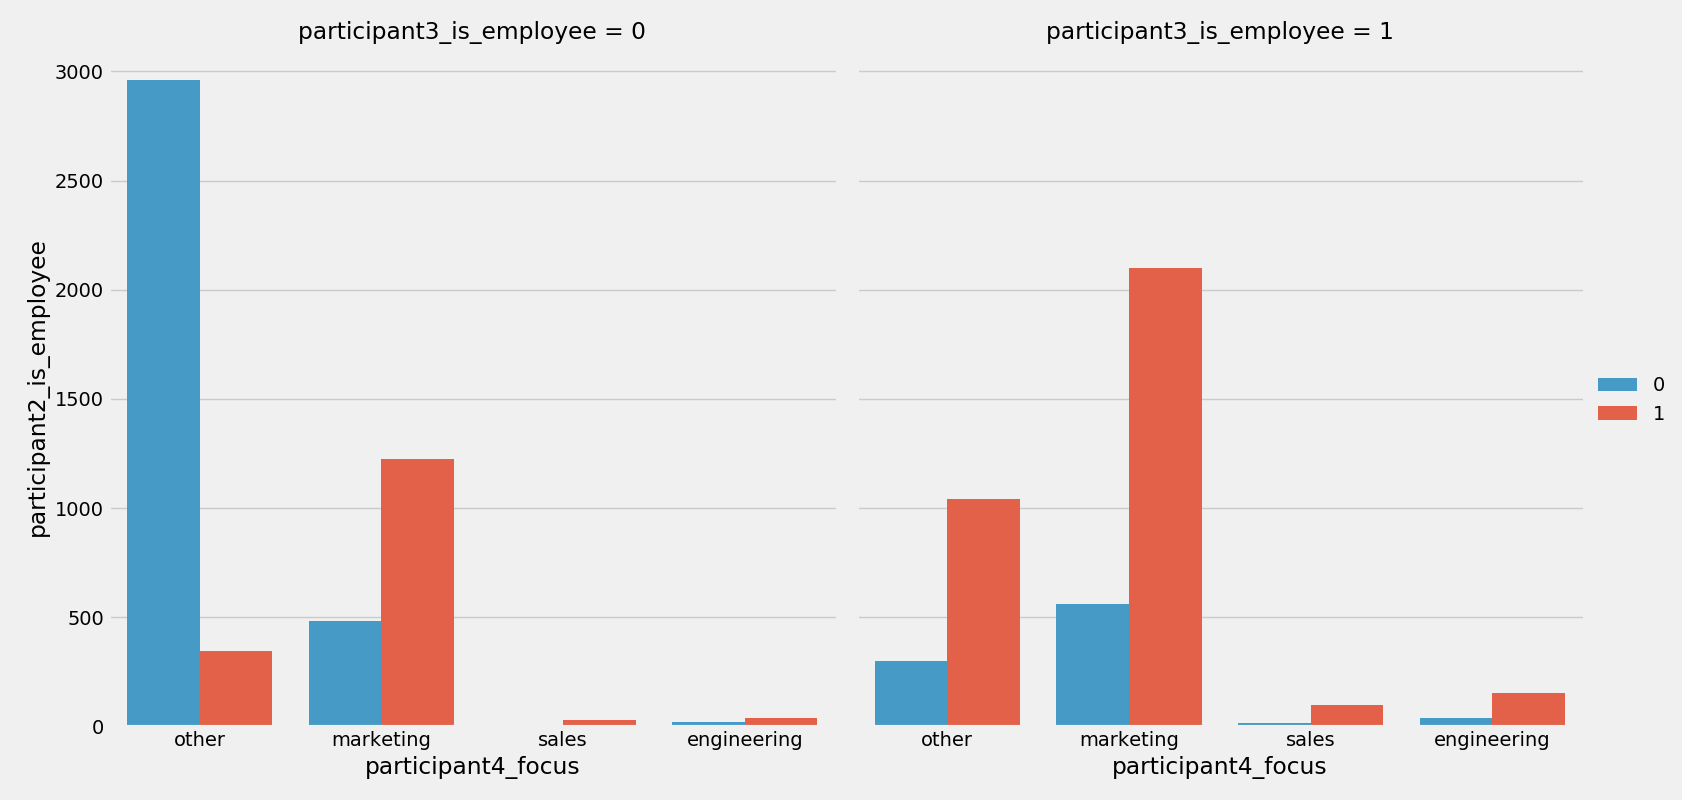 participant3_is_employee = 0
participant3_is_employee = 1
participant2_is_employee
3000
2500
2000
1500
1000
500
0
other marketing sales engineering
other marketing sales engineering
participant4_focus
participant4_focus
0
1